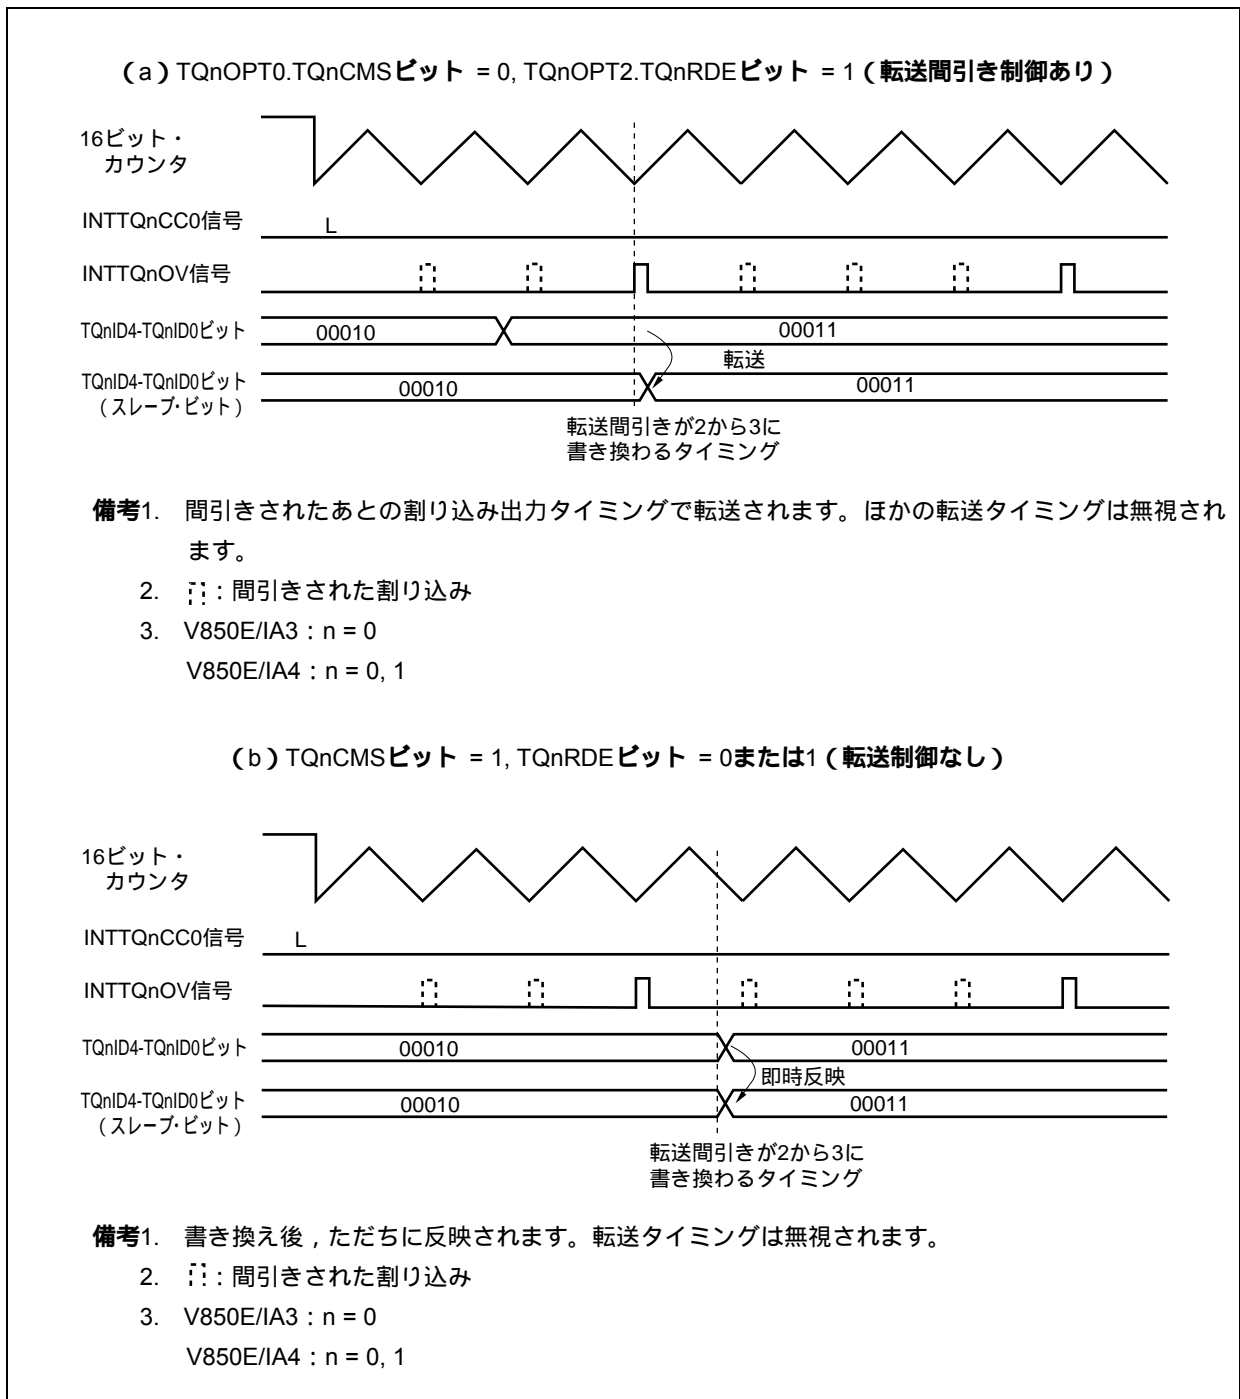 （a）TQnOPT0.TQnCMSビット = 0, TQnOPT2.TQnRDEビット = 1（転送間引き制御あり）
16ビット・
カウンタ
INTTQnCC0信号
L
INTTQnOV信号
TQnID4-TQnID0ビット
00010
00011
転送
TQnID4-TQnID0ビット
（スレーブ・ビット）
00010
00011
転送間引きが2から3に
書き換わるタイミング
備考1. 間引きされたあとの割り込み出力タイミングで転送されます。ほかの転送タイミングは無視され
ます。
2. ：間引きされた割り込み
3. V850E/IA3：n = 0
V850E/IA4：n = 0, 1
（b）TQnCMSビット = 1, TQnRDEビット = 0または1（転送制御なし）
16ビット・
カウンタ
INTTQnCC0信号
L
INTTQnOV信号
TQnID4-TQnID0ビット
00010
00011
即時反映
TQnID4-TQnID0ビット
（スレーブ・ビット）
00010
00011
転送間引きが2から3に
書き換わるタイミング
備考1. 書き換え後，ただちに反映されます。転送タイミングは無視されます。
2. ：間引きされた割り込み
3. V850E/IA3：n = 0
V850E/IA4：n = 0, 1